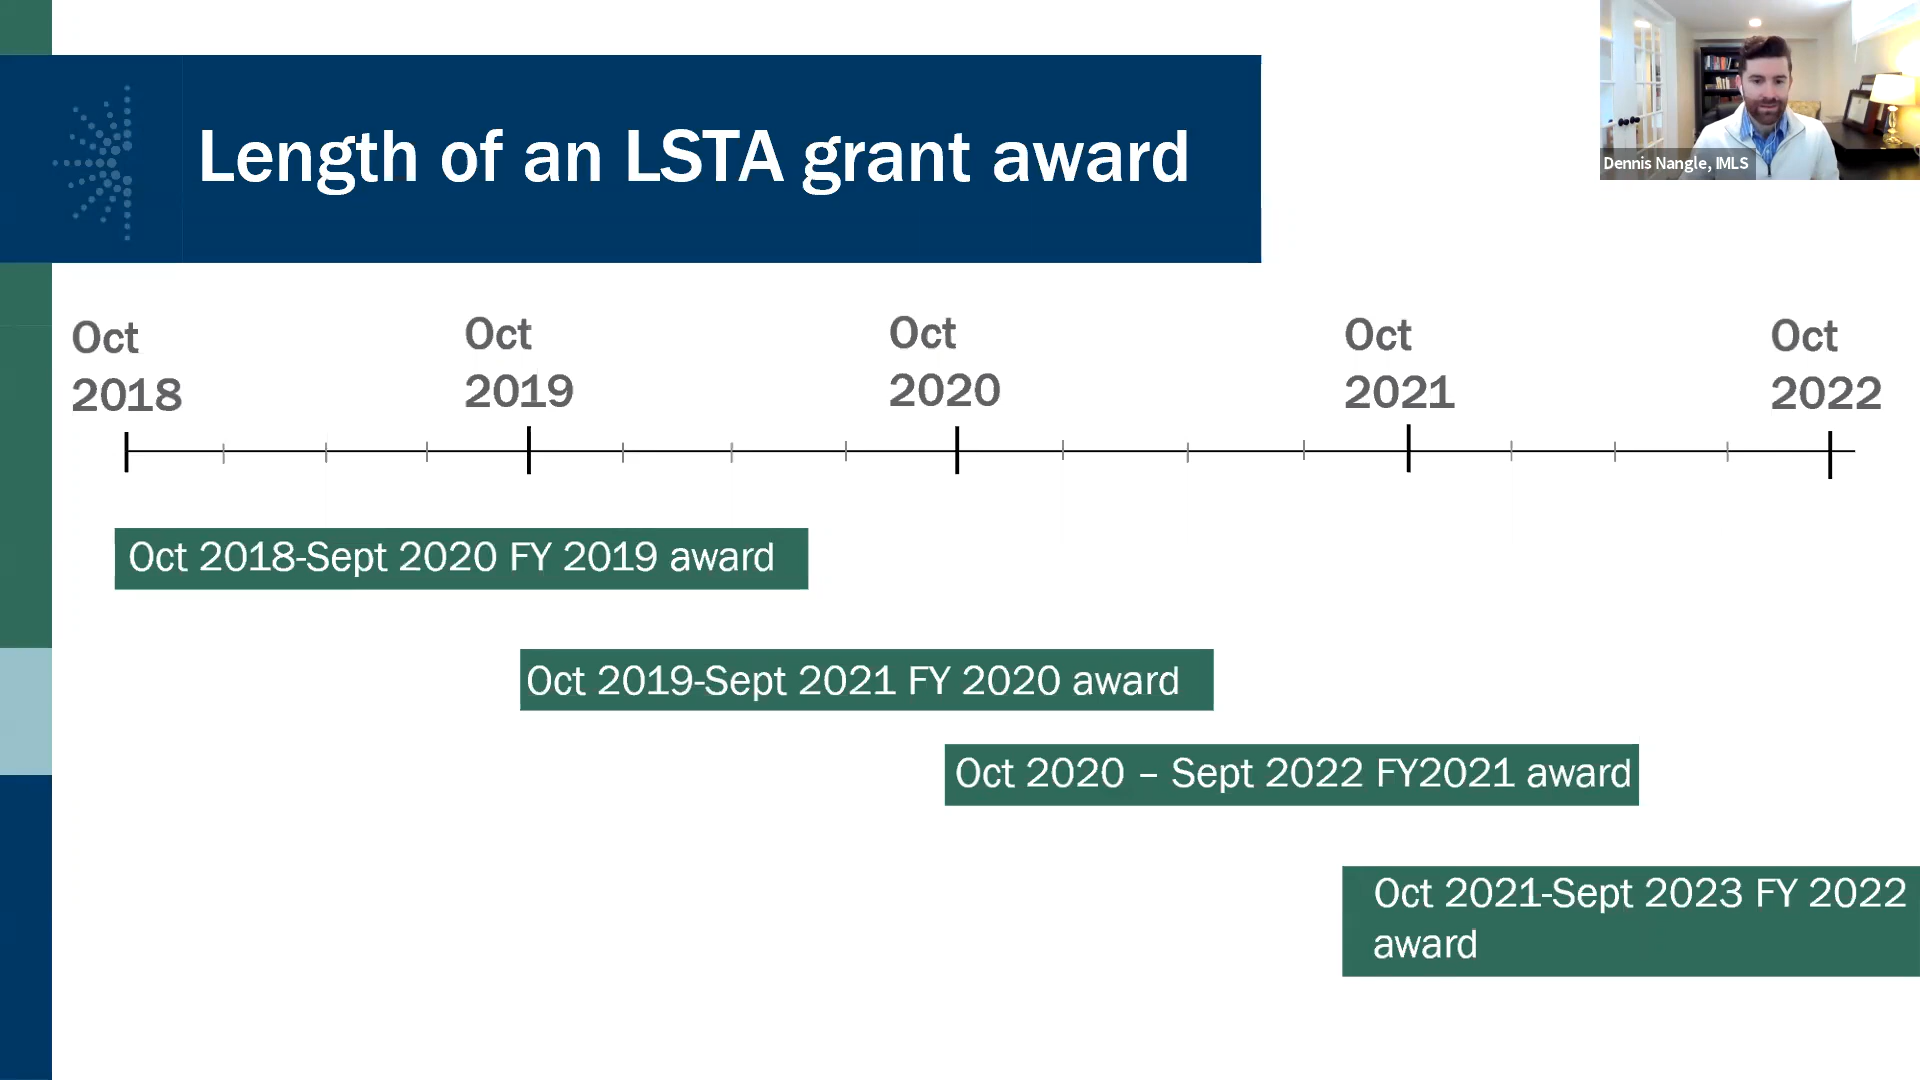 Length of an LSTA grant award
Dennis Nangle, IMLS
Oct
2018
Oct
2019
Oct
2020
Oct
2021
Oct
2022
Oct 2018-Sept 2020 FY 2019 award
Oct 2019-Sept 2021 FY 2020 award
Oct 2020 – Sept 2022 FY2021 award
Oct 2021-Sept 2023 FY 2022
award